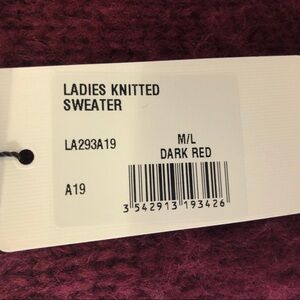 LADIES KNITTED
SWEATER
LA293A19
M/L
DARK RED
A19
3 542913 193426